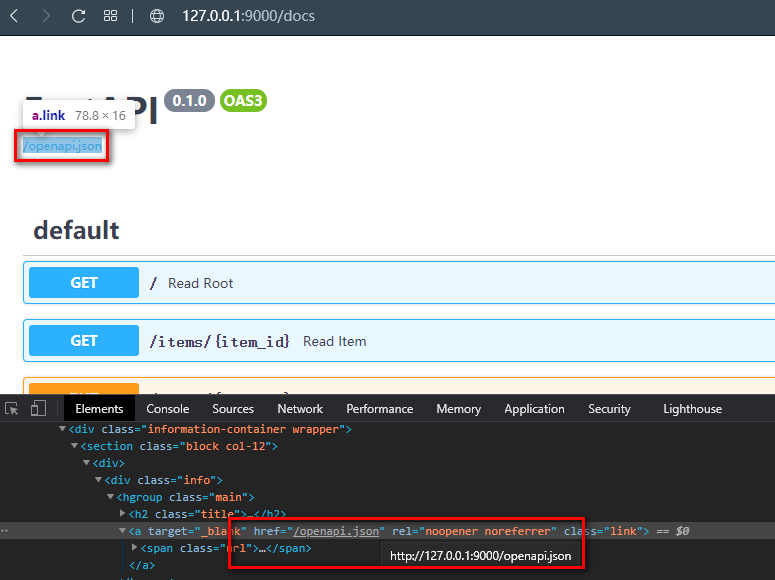 127.0.0.1:9000/docs
0.1.0 OAS3
a.link 78.8 × 16
/openapi.json
default
GET / Read Root
GET /items/{item_id} Read Item
Elements Console Sources Network Performance Memory Application Security Lighthouse
▼<div class="information-container wrapper">
▼<section class="block col-12">
▼<div>
▼<div class="info">
▼<hgroup class="main">
▶<h2 class="title">…</h2>
▼<a target="_blank" href="/openapi.json" rel="noopener noreferrer" class="link"> == $0
▶<span class="url">…</span>
http://127.0.0.1:9000/openapi.json
</a>